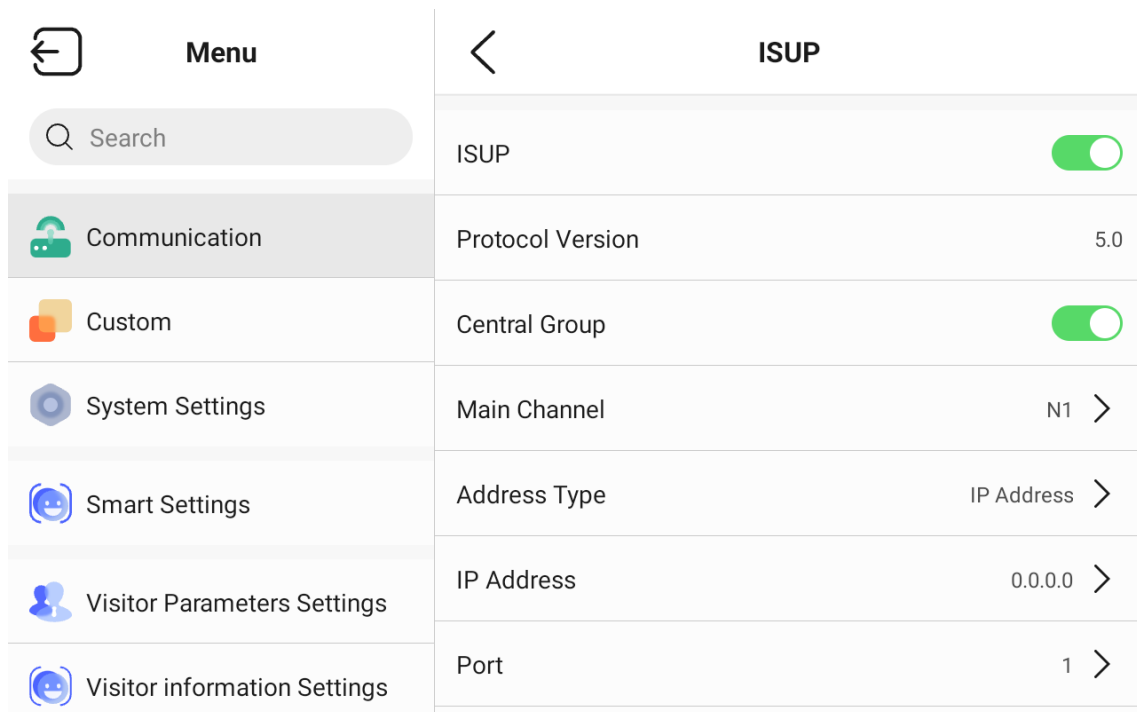 Menu
Search
Communication
Custom
System Settings
Smart Settings
Visitor Parameters Settings
Visitor information Settings
ISUP
ISUP
Protocol Version 5.0
Central Group
Main Channel N1
Address Type IP Address
IP Address 0.0.0.0
Port 1